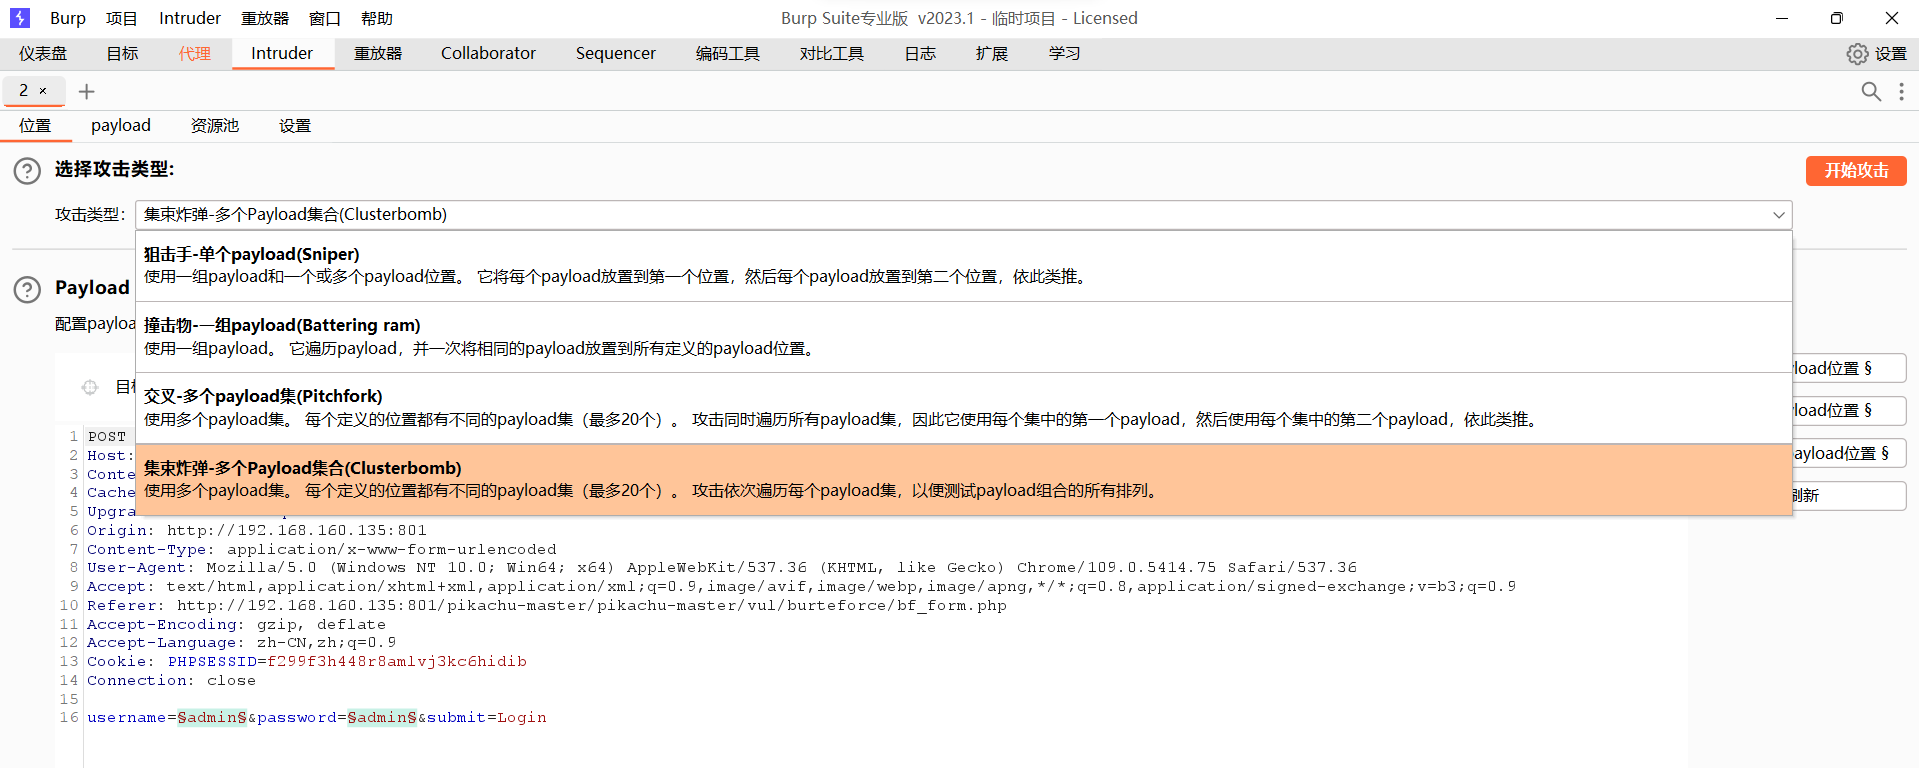 Burp 项目 Intruder 重放器 窗口 帮助 Burp Suite专业版 v2023.1 - 临时项目 - Licensed
仪表盘 目标 代理 Intruder 重放器 Collaborator Sequencer 编码工具 对比工具 日志 扩展 学习 设置
2 × +
位置 payload 资源池 设置
选择攻击类型:
开始攻击
攻击类型: 集束炸弹-多个Payload集合(Clusterbomb)
狙击手-单个payload(Sniper)
使用一组payload和一个或多个payload位置。 它将每个payload放置到第一个位置，然后每个payload放置到第二个位置，依此类推。
Payload
配置payloa
撞击物-一组payload(Battering ram)
使用一组payload。 它遍历payload，并一次将相同的payload放置到所有定义的payload位置。
load位置 §
目标
交叉-多个payload集(Pitchfork)
使用多个payload集。 每个定义的位置都有不同的payload集（最多20个）。 攻击同时遍历所有payload集，因此它使用每个集中的第一个payload，然后使用每个集中的第二个payload，依此类推。
load位置 §
ayload位置 §
集束炸弹-多个Payload集合(Clusterbomb)
使用多个payload集。 每个定义的位置都有不同的payload集（最多20个）。 攻击依次遍历每个payload集，以便测试payload组合的所有排列。
刷新
1 POST
2 Host:
3 Conte
4 Cache
5 Upgra
6 Origin: http://192.168.160.135:801
7 Content-Type: application/x-www-form-urlencoded
8 User-Agent: Mozilla/5.0 (Windows NT 10.0; Win64; x64) AppleWebKit/537.36 (KHTML, like Gecko) Chrome/109.0.5414.75 Safari/537.36
9 Accept: text/html,application/xhtml+xml,application/xml;q=0.9,image/avif,image/webp,image/apng,*/*;q=0.8,application/signed-exchange;v=b3;q=0.9
10 Referer: http://192.168.160.135:801/pikachu-master/pikachu-master/vul/burteforce/bf_form.php
11 Accept-Encoding: gzip, deflate
12 Accept-Language: zh-CN,zh;q=0.9
13 Cookie: PHPSESSID=f299f3h448r8amlvj3kc6hidib
14 Connection: close
15
16 username=§admin§&password=§admin§&submit=Login